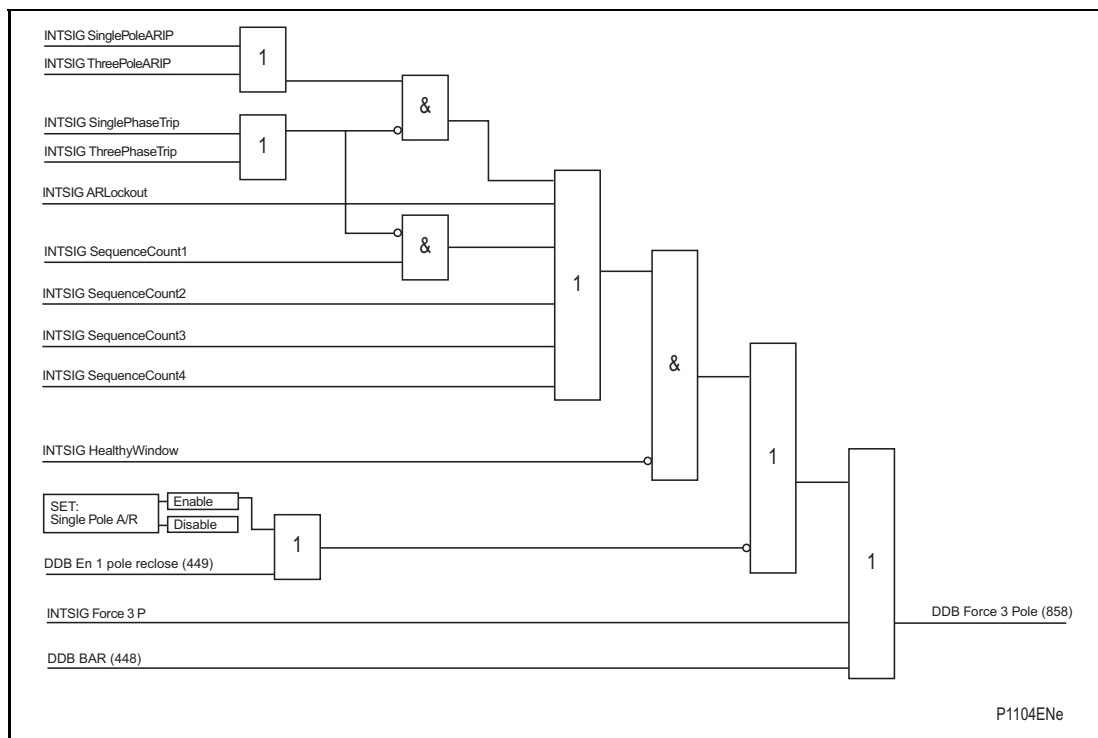 INTSIG SinglePoleARIP
INTSIG ThreePoleARIP
1
&
INTSIG SinglePhaseTrip
INTSIG ThreePhaseTrip
1
INTSIG ARLockout
&
INTSIG SequenceCount1
1
INTSIG SequenceCount2
INTSIG SequenceCount3
&
INTSIG SequenceCount4
INTSIG HealthyWindow
1
SET:
Single Pole A/R
Enable
Disable
1
DDB En 1 pole reclose (449)
1
INTSIG Force 3 P
DDB Force 3 Pole (858)
DDB BAR (448)
P1104ENe